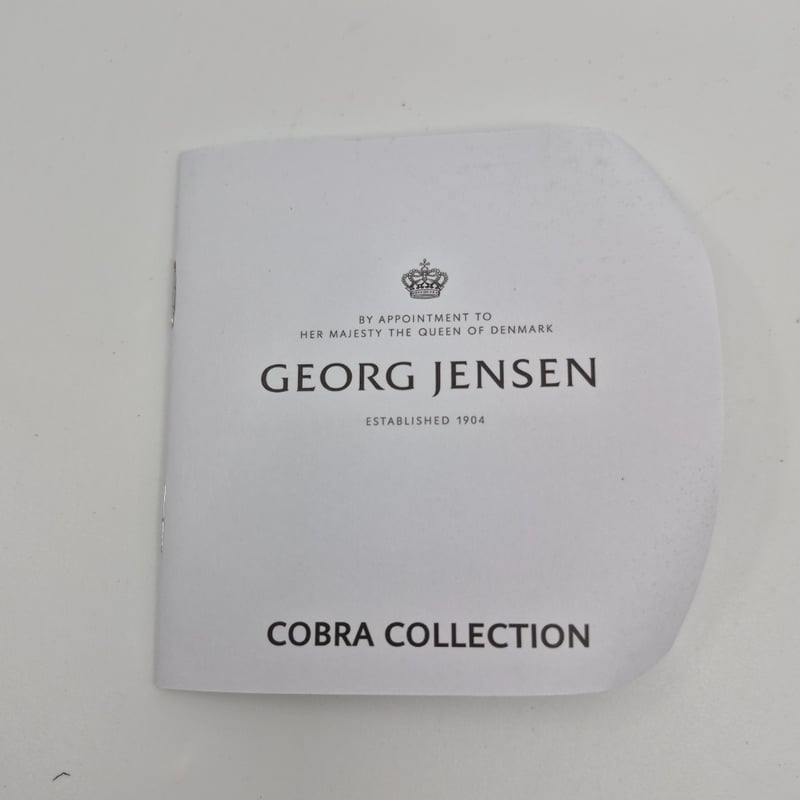 BY APPOINTMENT TO
HER MAJESTY THE QUEEN OF DENMARK
GEORG JENSEN
ESTABLISHED 1904
COBRA COLLECTION